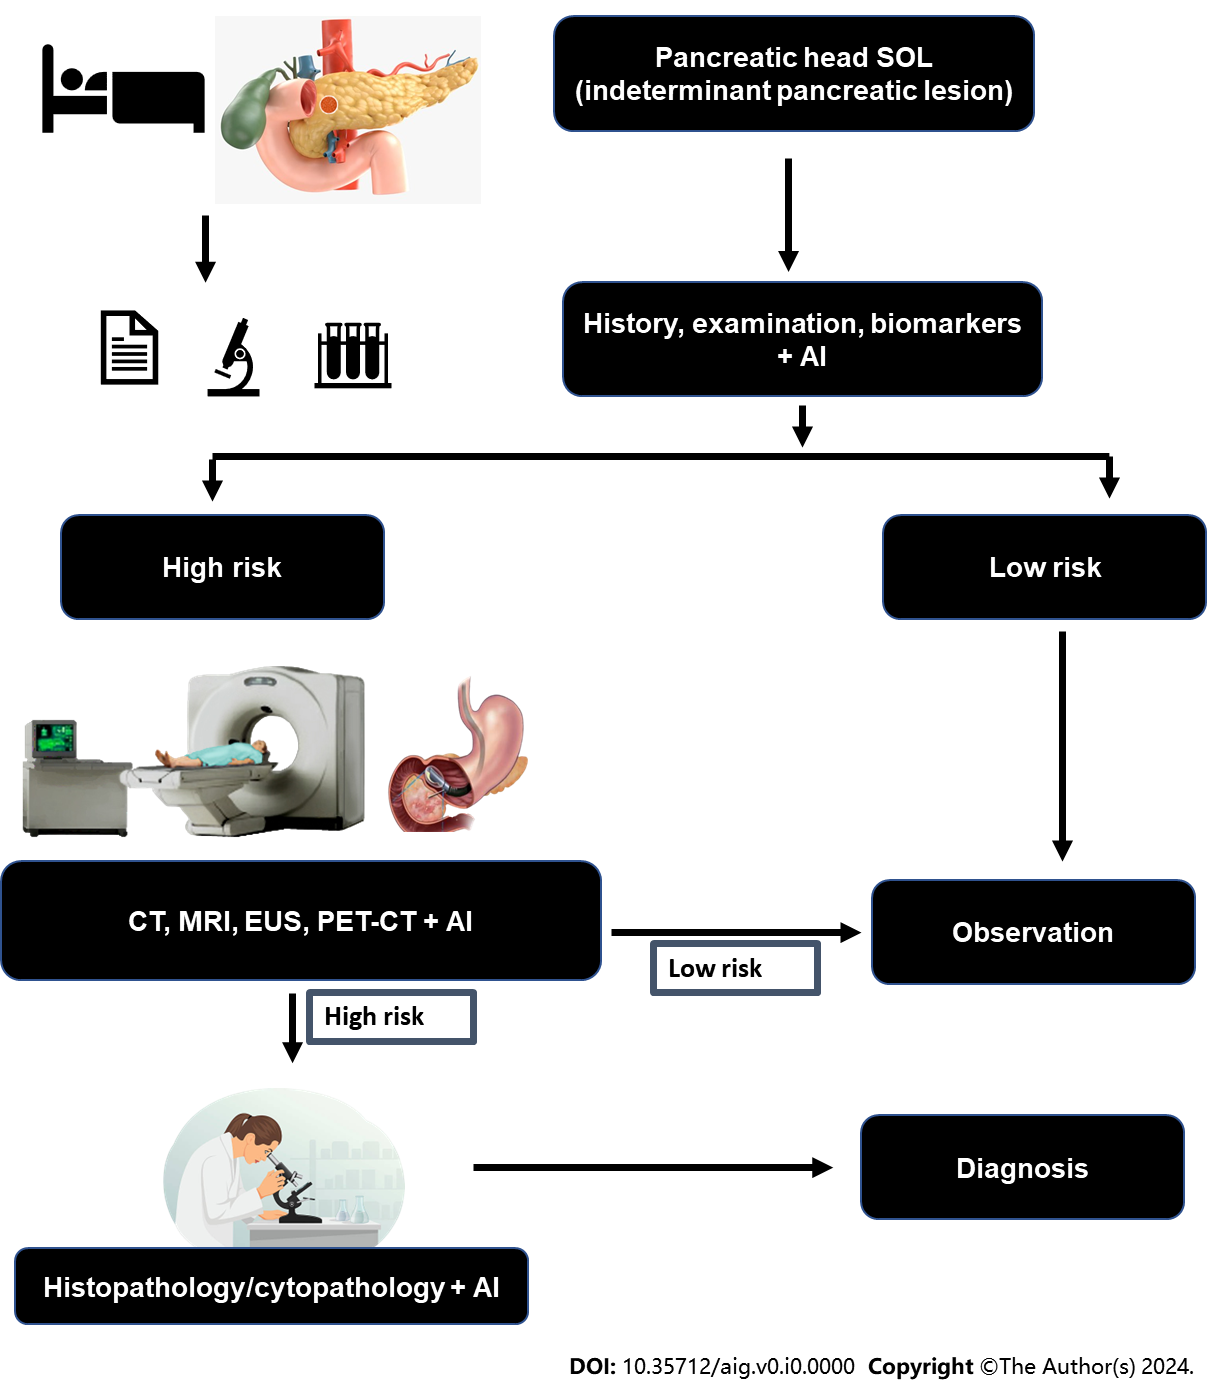 Pancreatic head SOL
(indeterminant pancreatic lesion)
History, examination, biomarkers
+ AI
High risk
Low risk
CT, MRI, EUS, PET-CT + AI
Low risk
Observation
High risk
Diagnosis
Histopathology/cytopathology + AI
DOI: 10.35712/aig.v0.i0.0000 Copyright ©The Author(s) 2024.